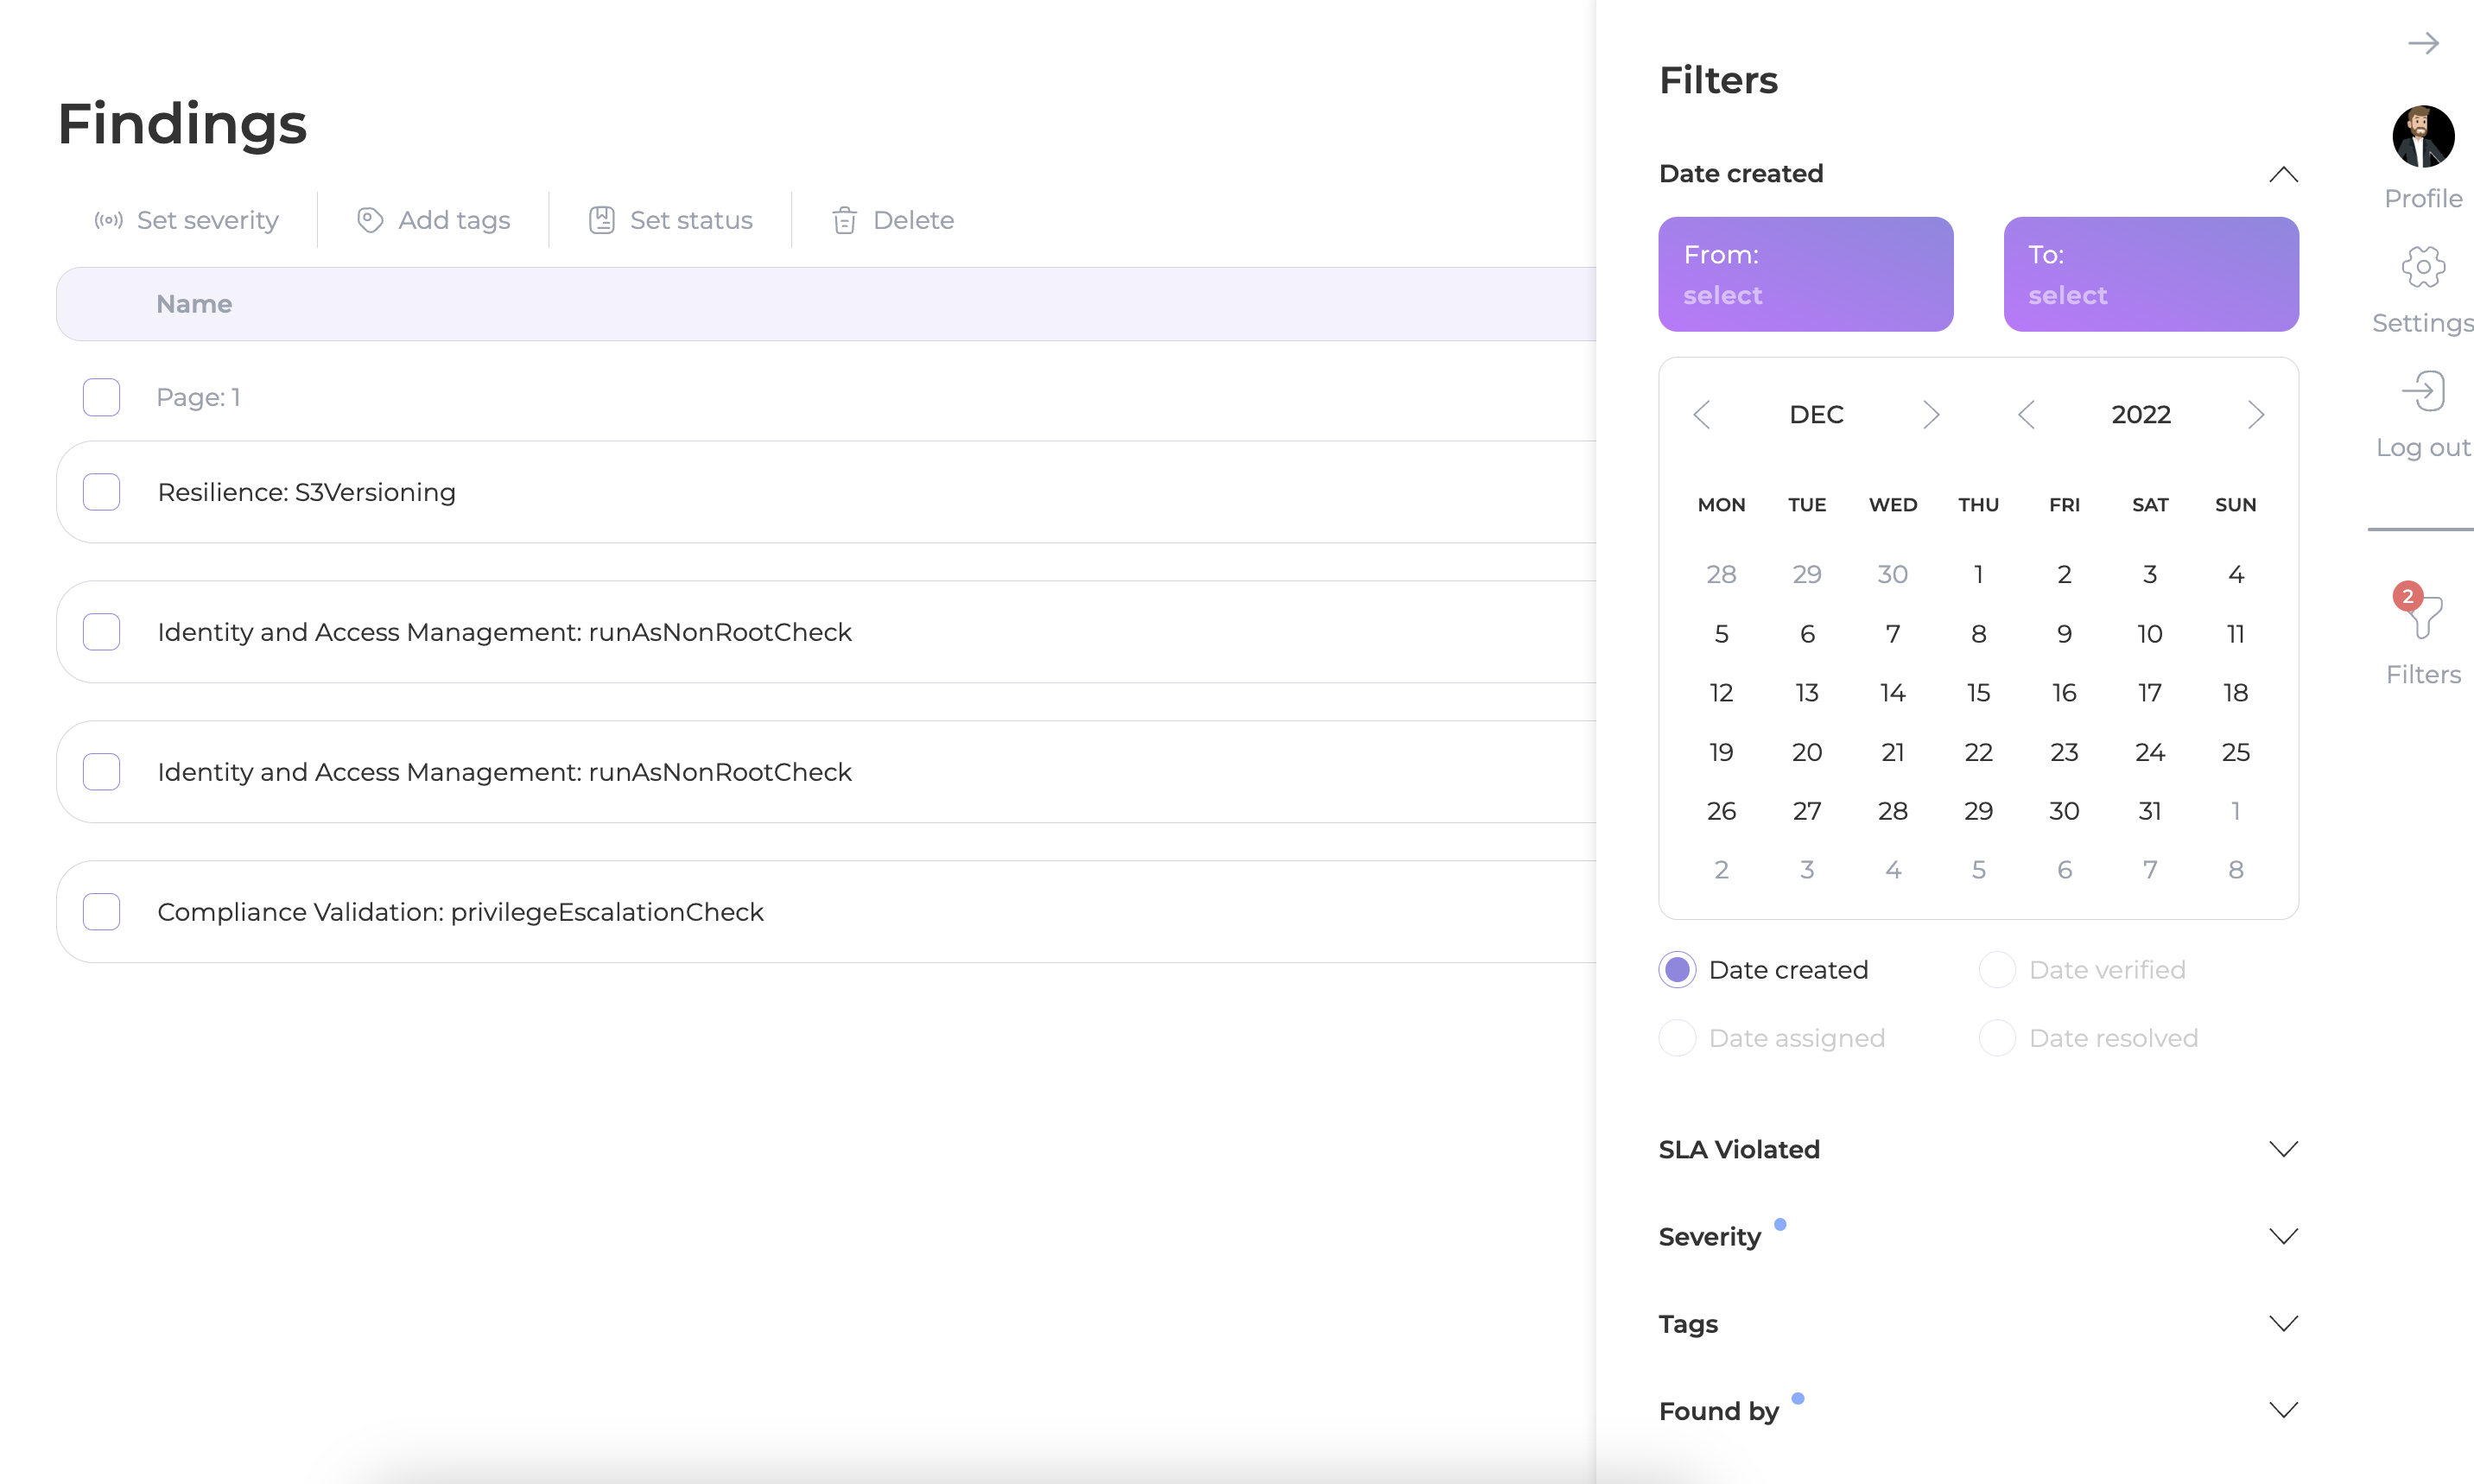 Findings
Set severity
Add tags
Set status
Delete
Name
Page: 1
Resilience: S3Versioning
Identity and Access Management: runAsNonRootCheck
Identity and Access Management: runAsNonRootCheck
Compliance Validation: privilegeEscalationCheck
Filters
Date created
From:
select
To:
select
DEC 2022
MON TUE WED THU FRI SAT SUN
28 29 30 1 2 3 4
5 6 7 8 9 10 11
12 13 14 15 16 17 18
19 20 21 22 23 24 25
26 27 28 29 30 31 1
2 3 4 5 6 7 8
Date created
Date verified
Date assigned
Date resolved
SLA Violated
Severity
Tags
Found by
Profile
Settings
Log out
2
Filters